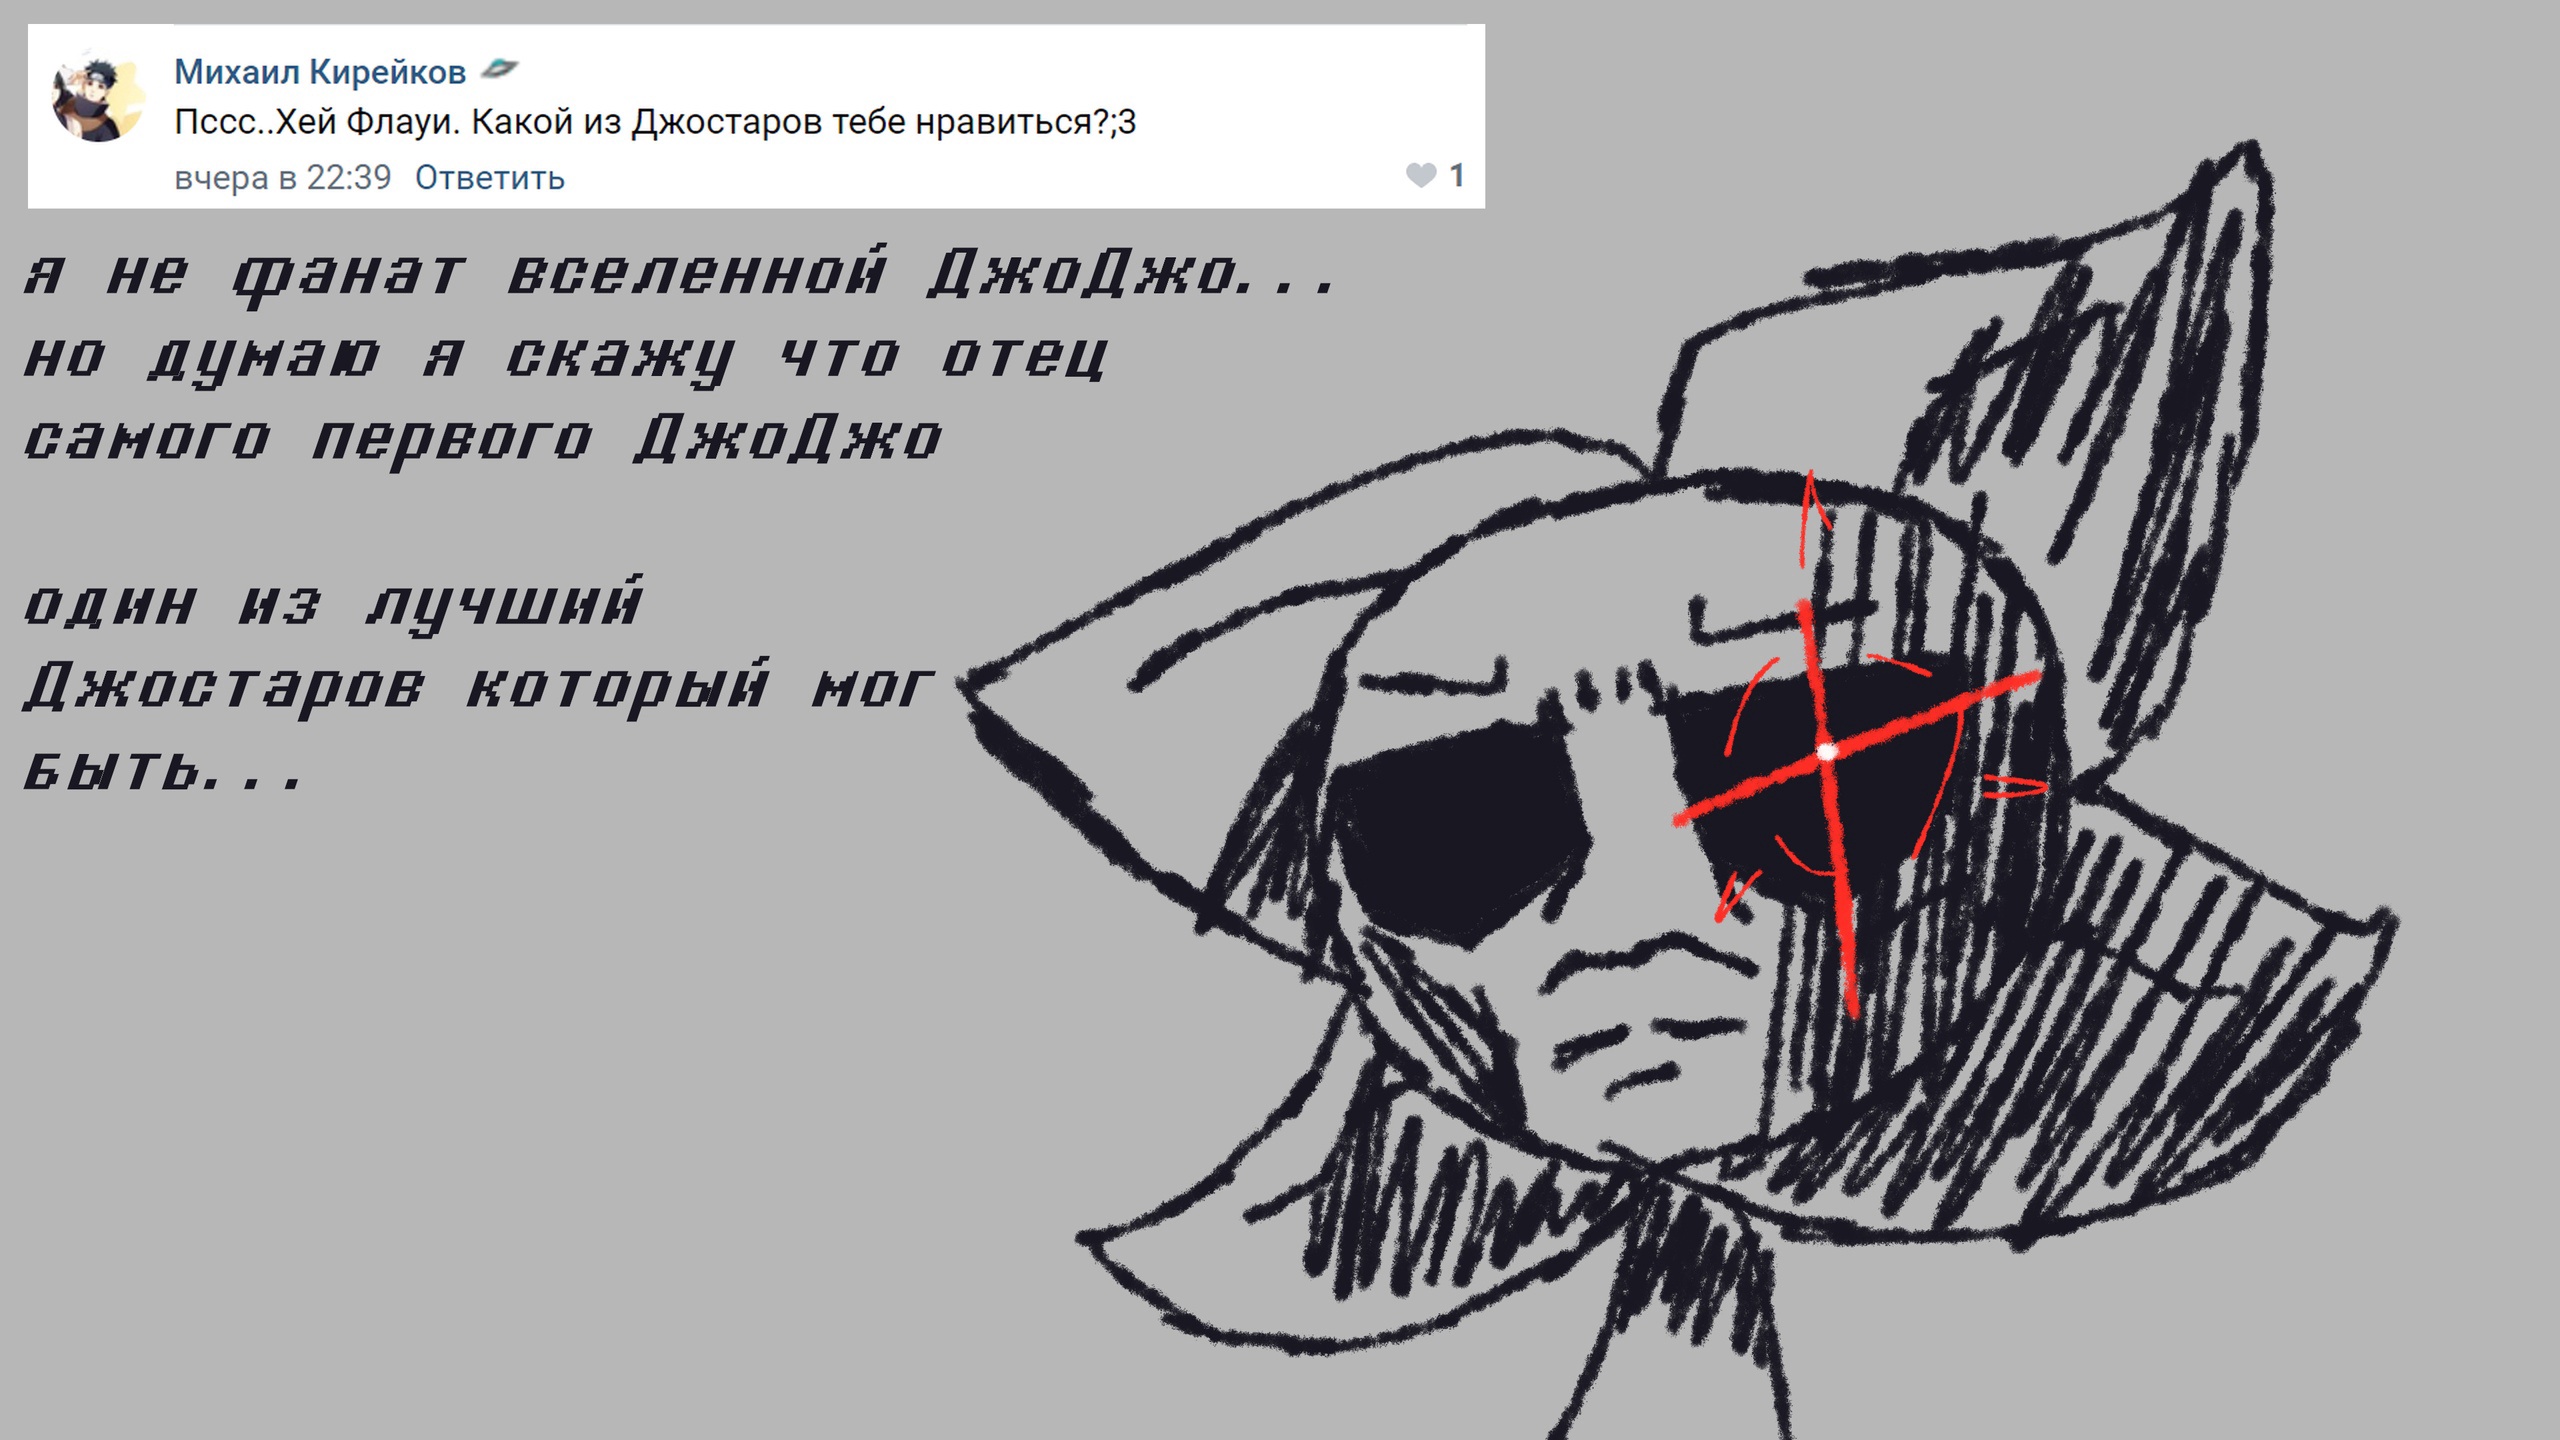 Михаил Кирейков
Пссс..Хей Флауи. Какой из Джостаров тебе нравиться?;3
вчера в 22:39 Ответить 1
я не фанат вселенной ДжоДжо...
но думаю я скажу что отец
самого первого ДжоДжо
один из лучший
Джостаров который мог
быть...